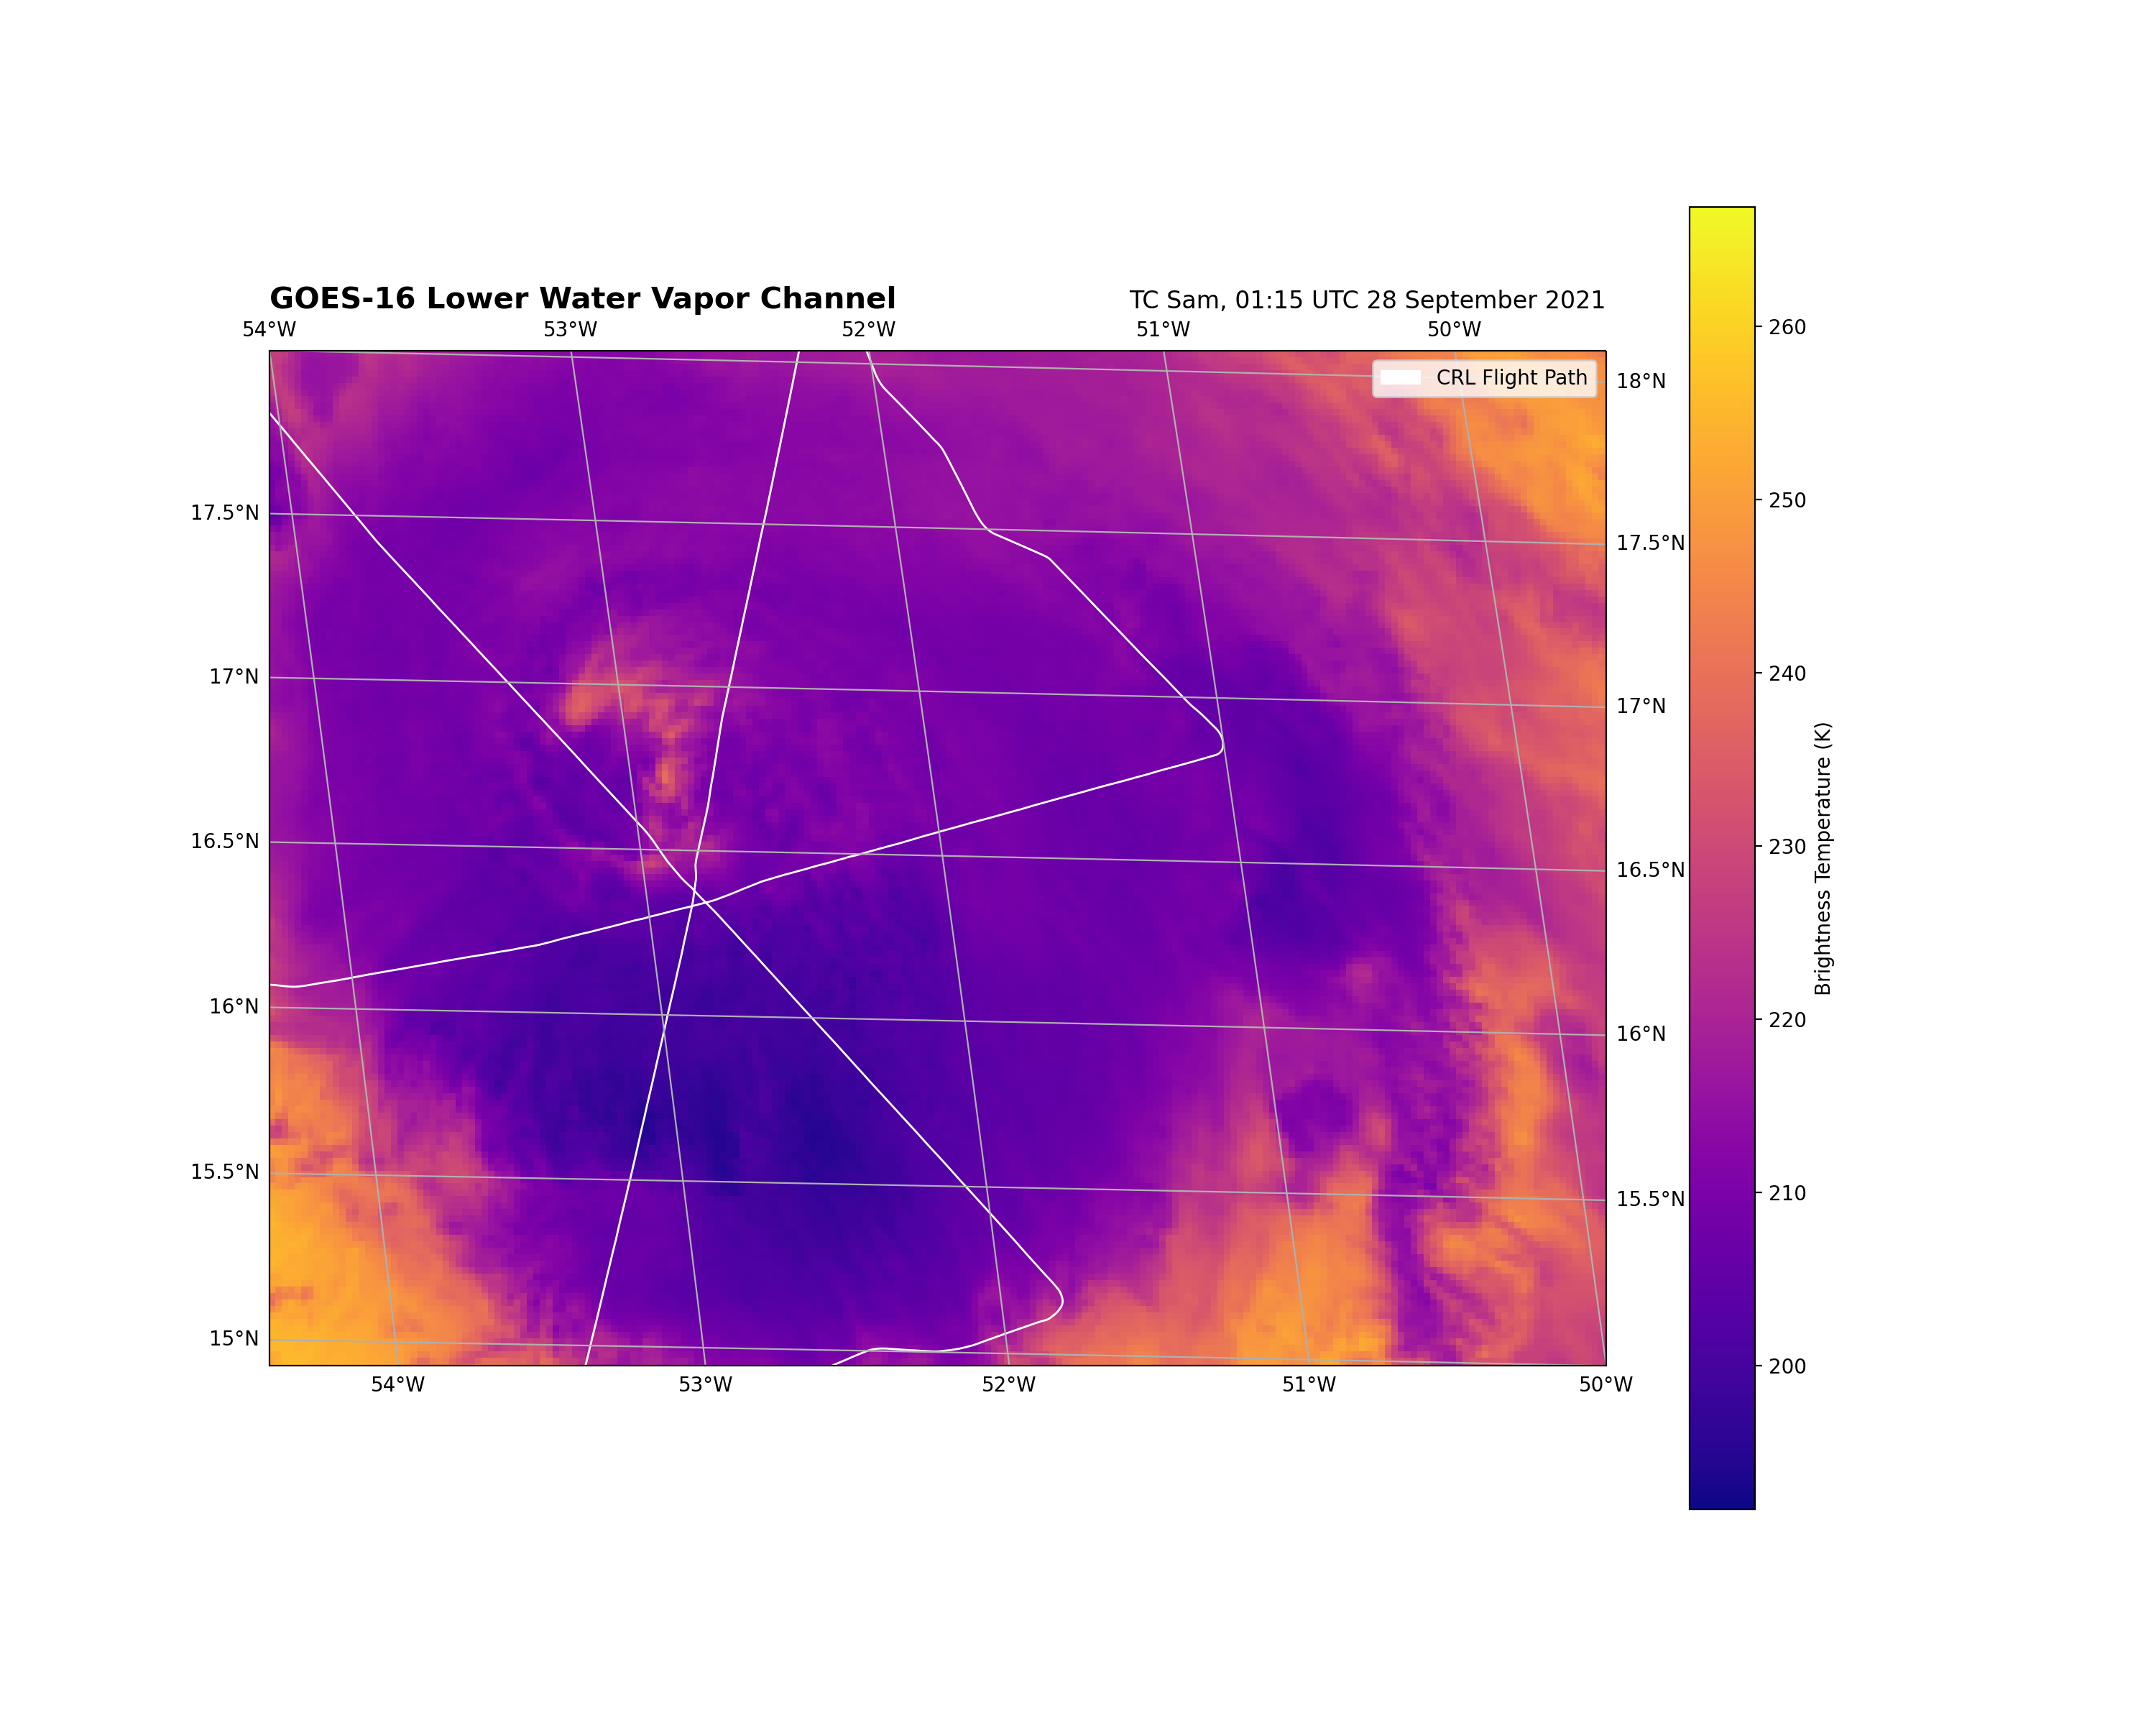 GOES-16 Lower Water Vapor Channel
TC Sam, 01:15 UTC 28 September 2021
54°W 53°W 52°W 51°W 50°W
CRL Flight Path
18°N
17.5°N
17.5°N
17°N
17°N
16.5°N
16.5°N
16°N
16°N
15.5°N
15.5°N
15°N
54°W 53°W 52°W 51°W 50°W
260
250
240
230
220
210
200
Brightness Temperature (K)